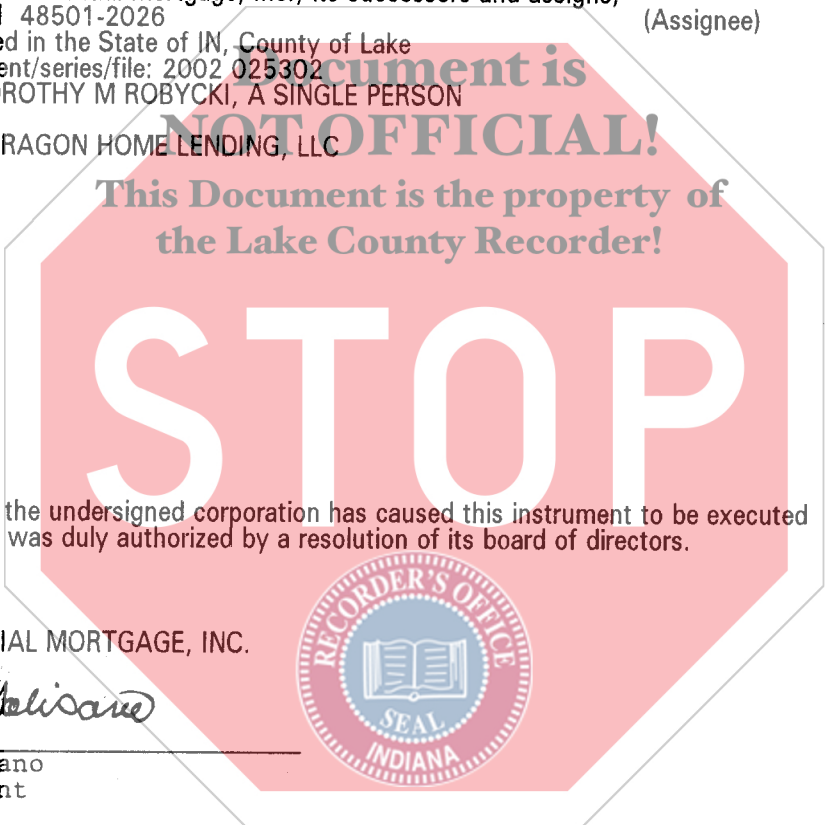 48501-2026
(Assignee)
ed in the State of IN, County of Lake
ent/series/file: 2002 025302
ROTHY M ROBYCKI, A SINGLE PERSON
RAGON HOME LENDING, LLC
Document is
NOT OFFICIAL!
This Document is the property of
the Lake County Recorder!
STOP
the undersigned corporation has caused this instrument to be executed
was duly authorized by a resolution of its board of directors.
IAL MORTGAGE, INC.
RECORDER'S OFFICE
SEAL
INDIANA
ano
nt